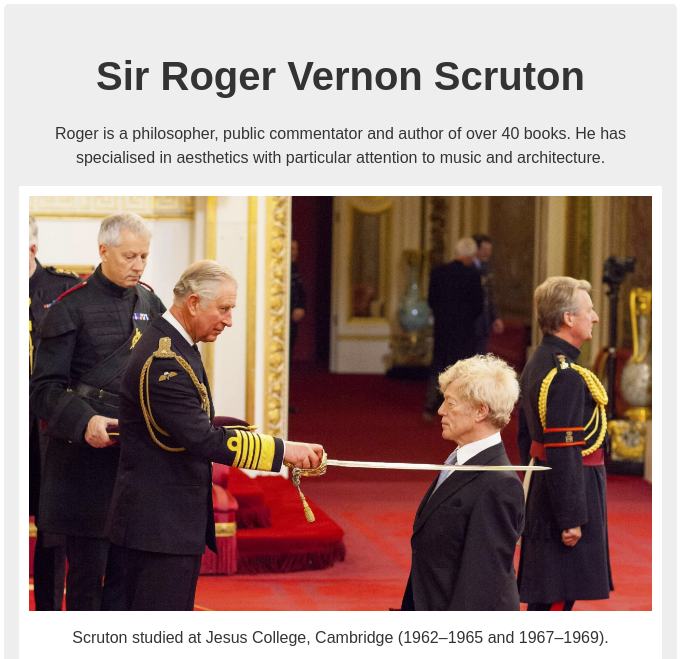 Sir Roger Vernon Scruton
Roger is a philosopher, public commentator and author of over 40 books. He has
specialised in aesthetics with particular attention to music and architecture.
Scruton studied at Jesus College, Cambridge (1962–1965 and 1967–1969).